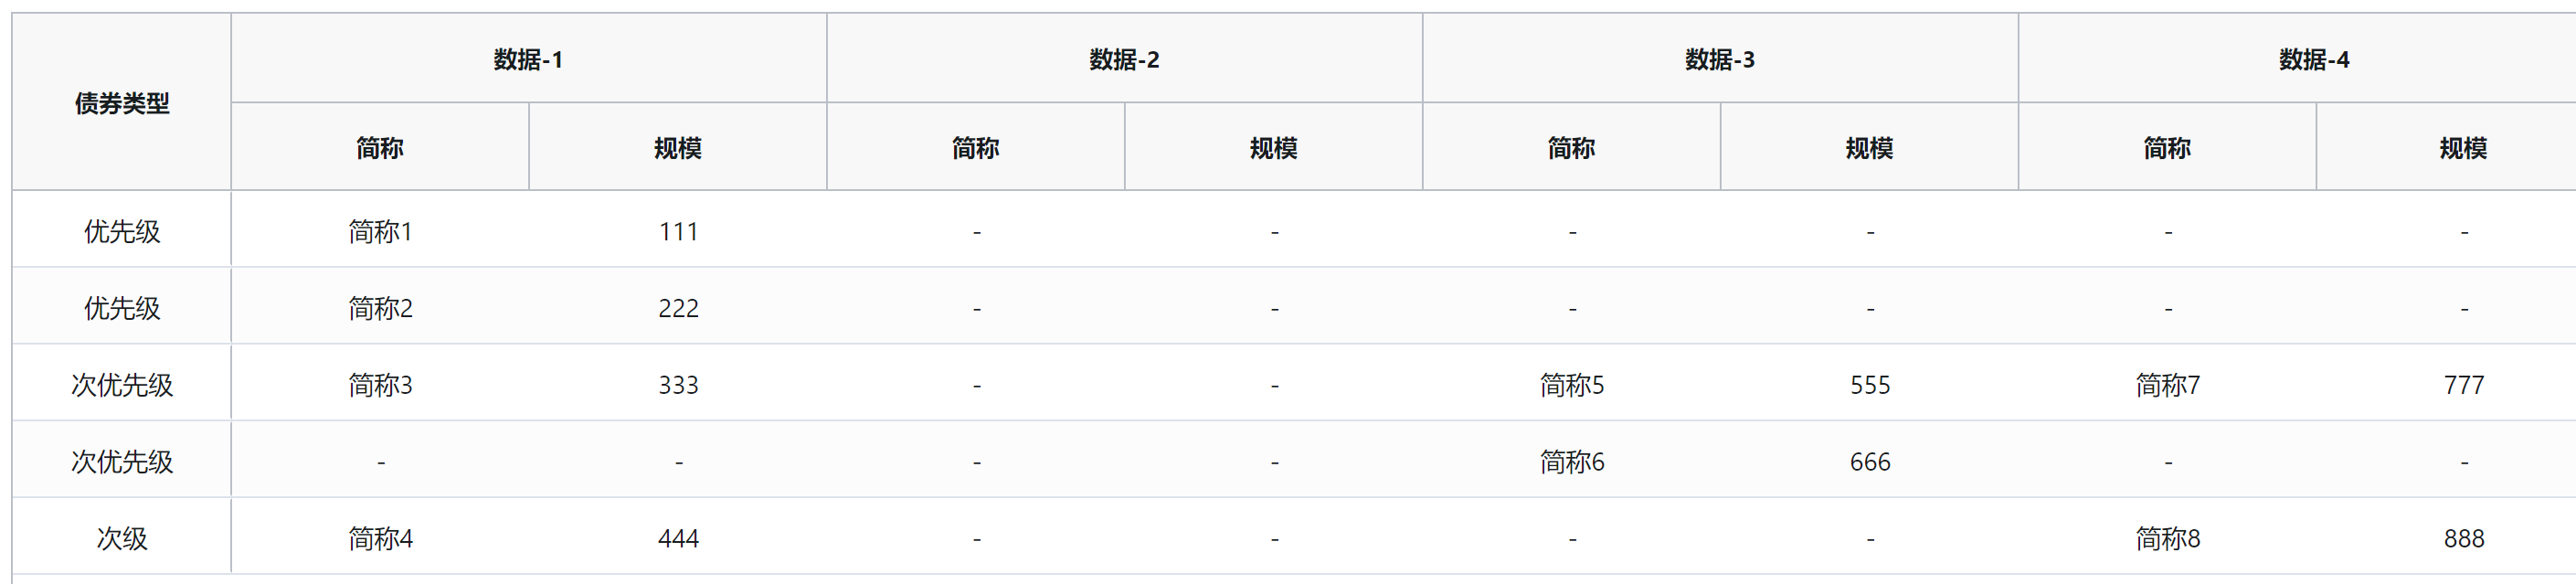 债券类型 数据-1 数据-2 数据-3 数据-4
简称 规模 简称 规模 简称 规模 简称 规模
优先级 简称1 111 - - - - - -
优先级 简称2 222 - - - - - -
次优先级 简称3 333 - - 简称5 555 简称7 777
次优先级 - - - - 简称6 666 - -
次级 简称4 444 - - - - 简称8 888